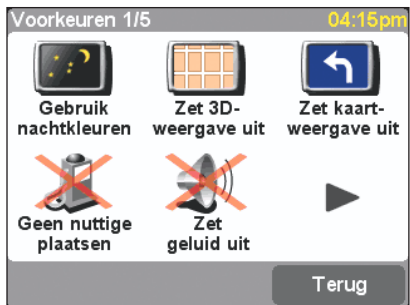 Voorkeuren 1/5 04:15pm
Gebruik nachtkleuren
Zet 3D-weergave uit
Zet kaart-weergave uit
Geen nuttige plaatsen
Zet geluid uit
Terug